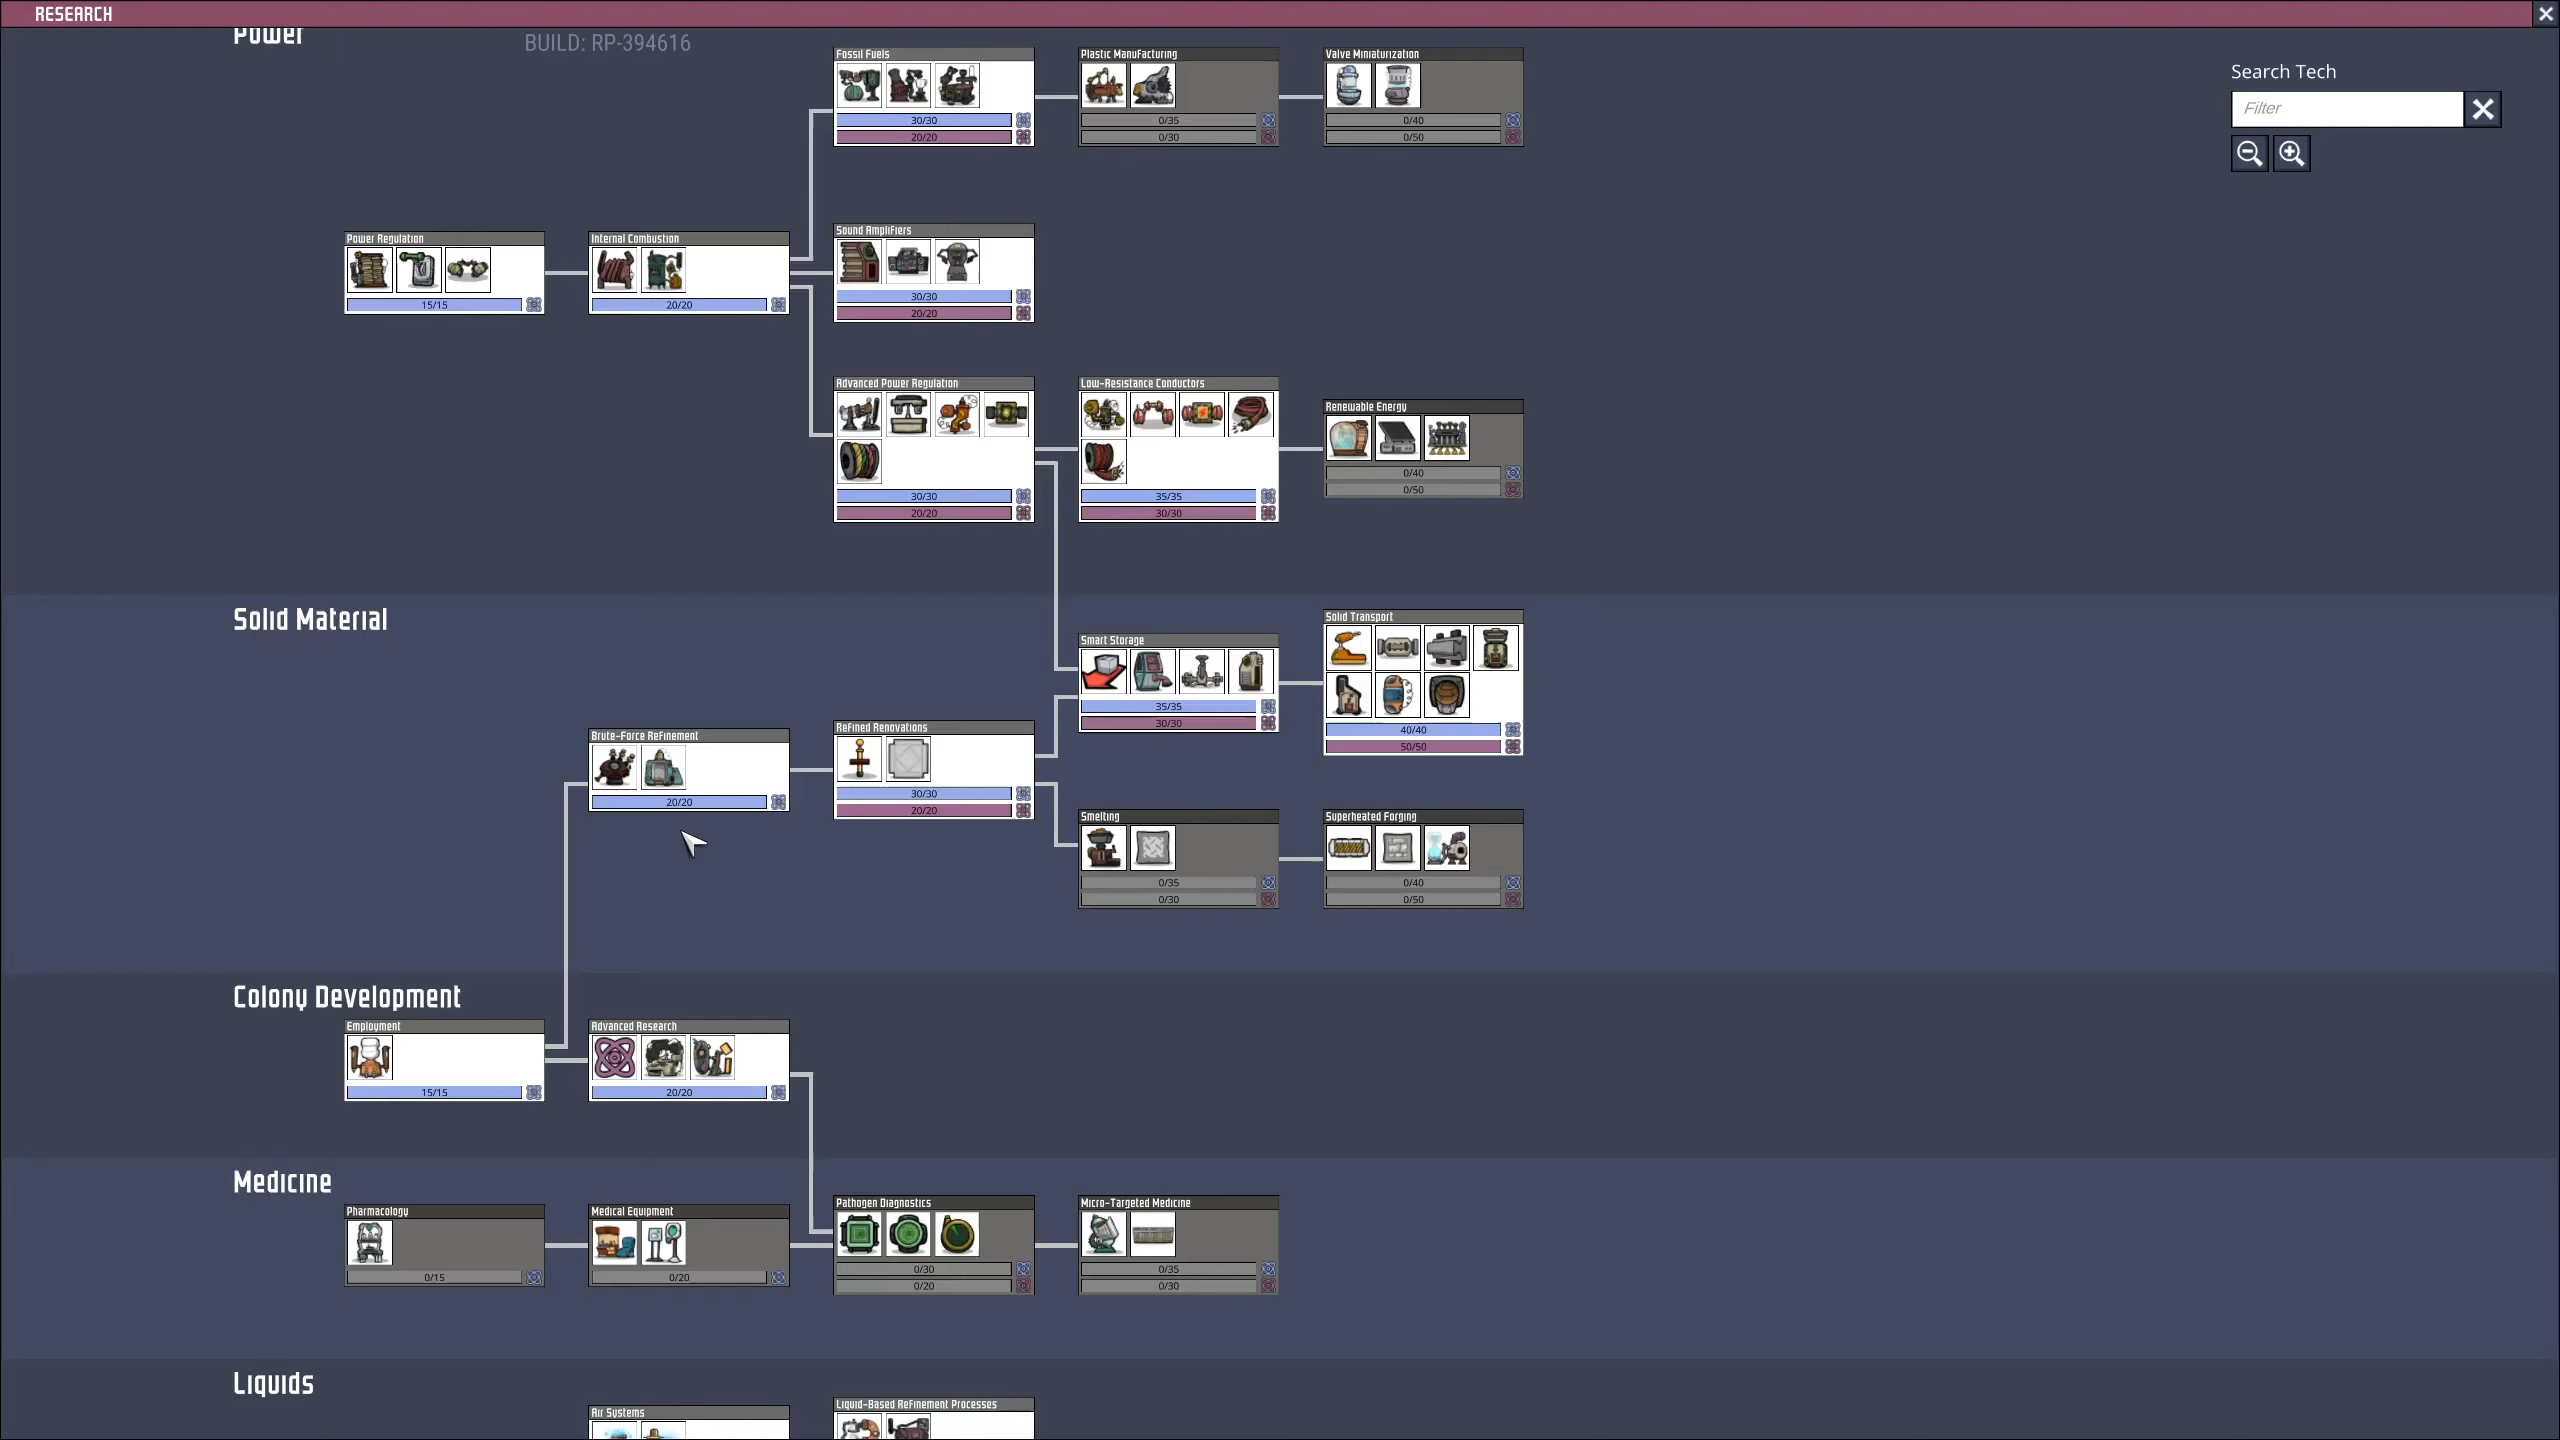 RESEARCH
Power
BUILD: RP-394616
Search Tech
Filter
Fossil Fuels
30/30
20/20
Plastic Manufacturing
0/35
0/30
Valve Miniaturization
0/40
0/50
Power Regulation
15/15
Internal Combustion
20/20
Sound Amplifiers
30/30
20/20
Advanced Power Regulation
30/30
20/20
Low-Resistance Conductors
35/35
30/30
Renewable Energy
0/40
0/50
Solid Material
Smart Storage
35/35
30/30
Solid Transport
40/40
50/50
Brute-Force Refinement
20/20
Refined Renovations
30/30
20/20
Smelting
0/35
0/30
Superheated Forging
0/40
0/50
Colony Development
Employment
15/15
Advanced Research
20/20
Medicine
Pharmacology
0/15
Medical Equipment
0/20
Pathogen Diagnostics
0/30
0/20
Micro-Targeted Medicine
0/35
0/30
Liquids
Air Systems
Liquid-Based Refinement Processes